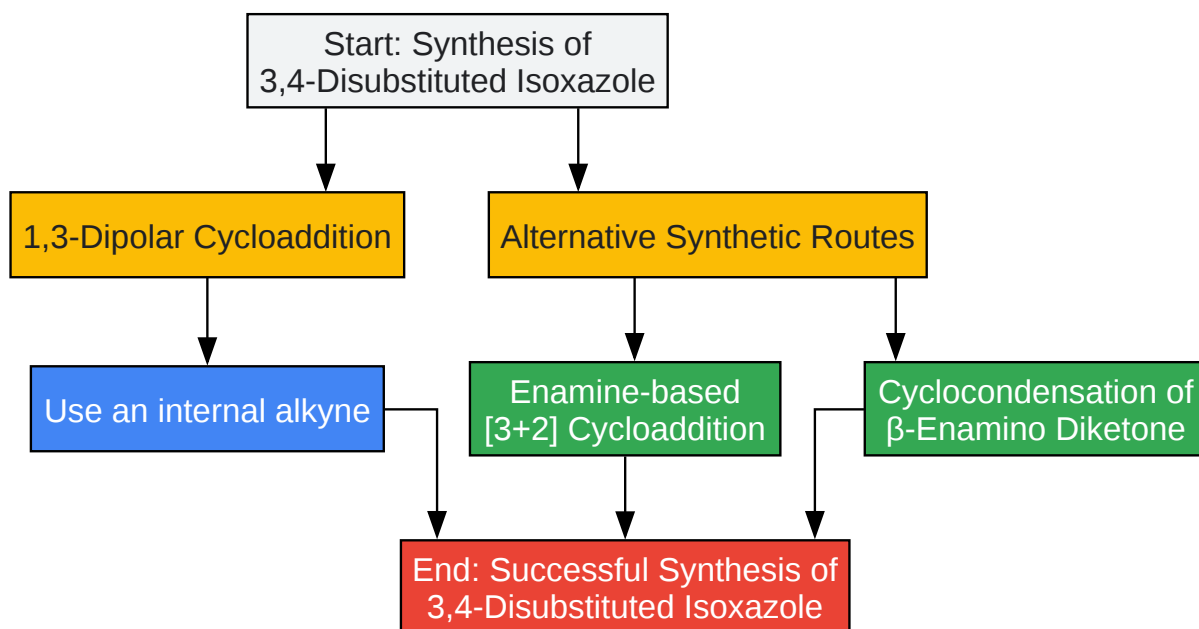 Start: Synthesis of
3,4-Disubstituted Isoxazole
1,3-Dipolar Cycloaddition
Alternative Synthetic Routes
Use an internal alkyne
Enamine-based
[3+2] Cycloaddition
Cyclocondensation of
β-Enamino Diketone
End: Successful Synthesis of
3,4-Disubstituted Isoxazole